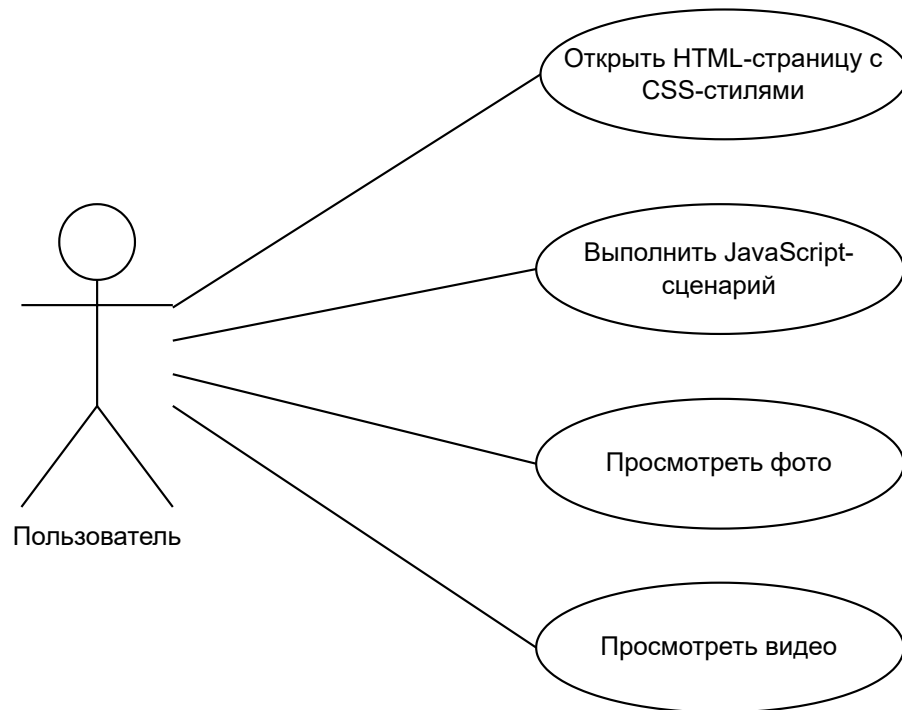 Открыть HTML-страницу с
CSS-стилями
Выполнить JavaScript-
сценарий
Просмотреть фото
Пользователь
Просмотреть видео